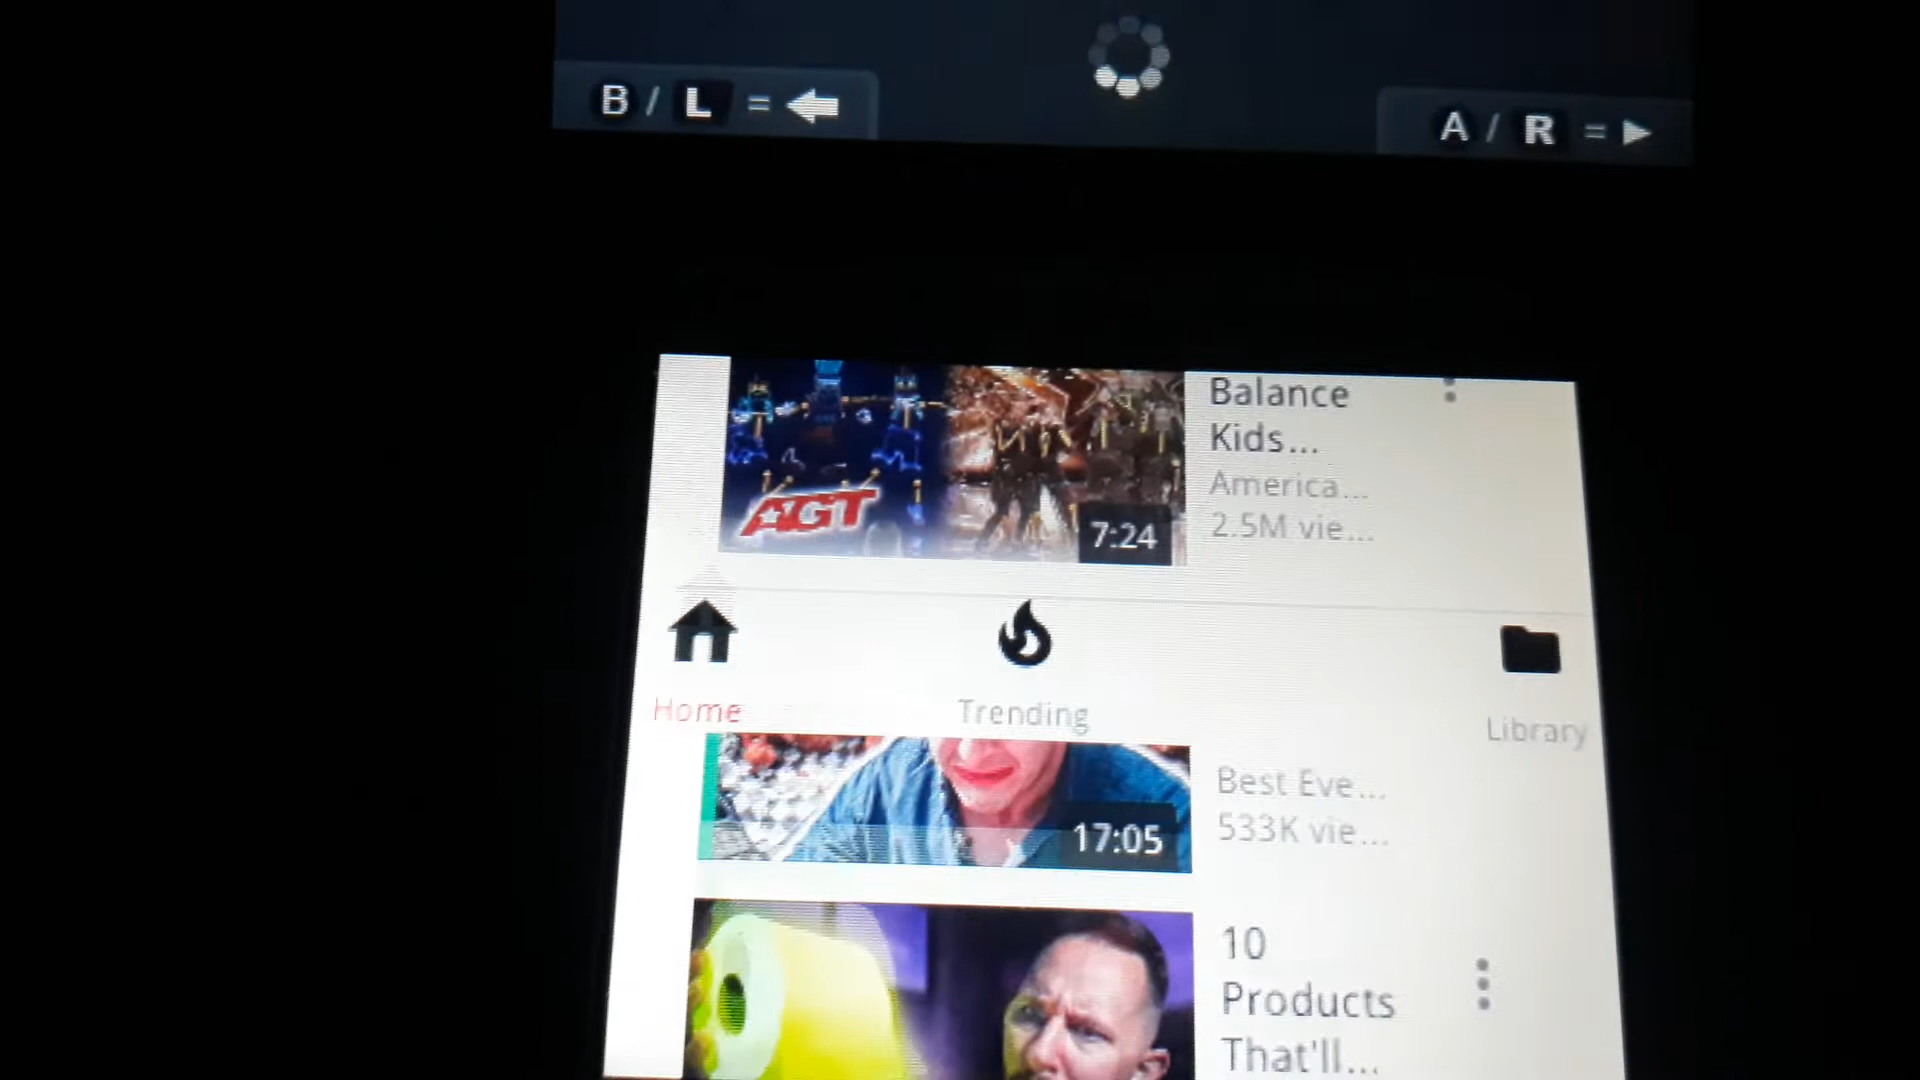 B / L =
A / R =
AGT
7:24
Balance
Kids...
America...
2.5M vie...
Home
Trending
Library
17:05
Best Eve...
533K vie...
10
Products
That'll...